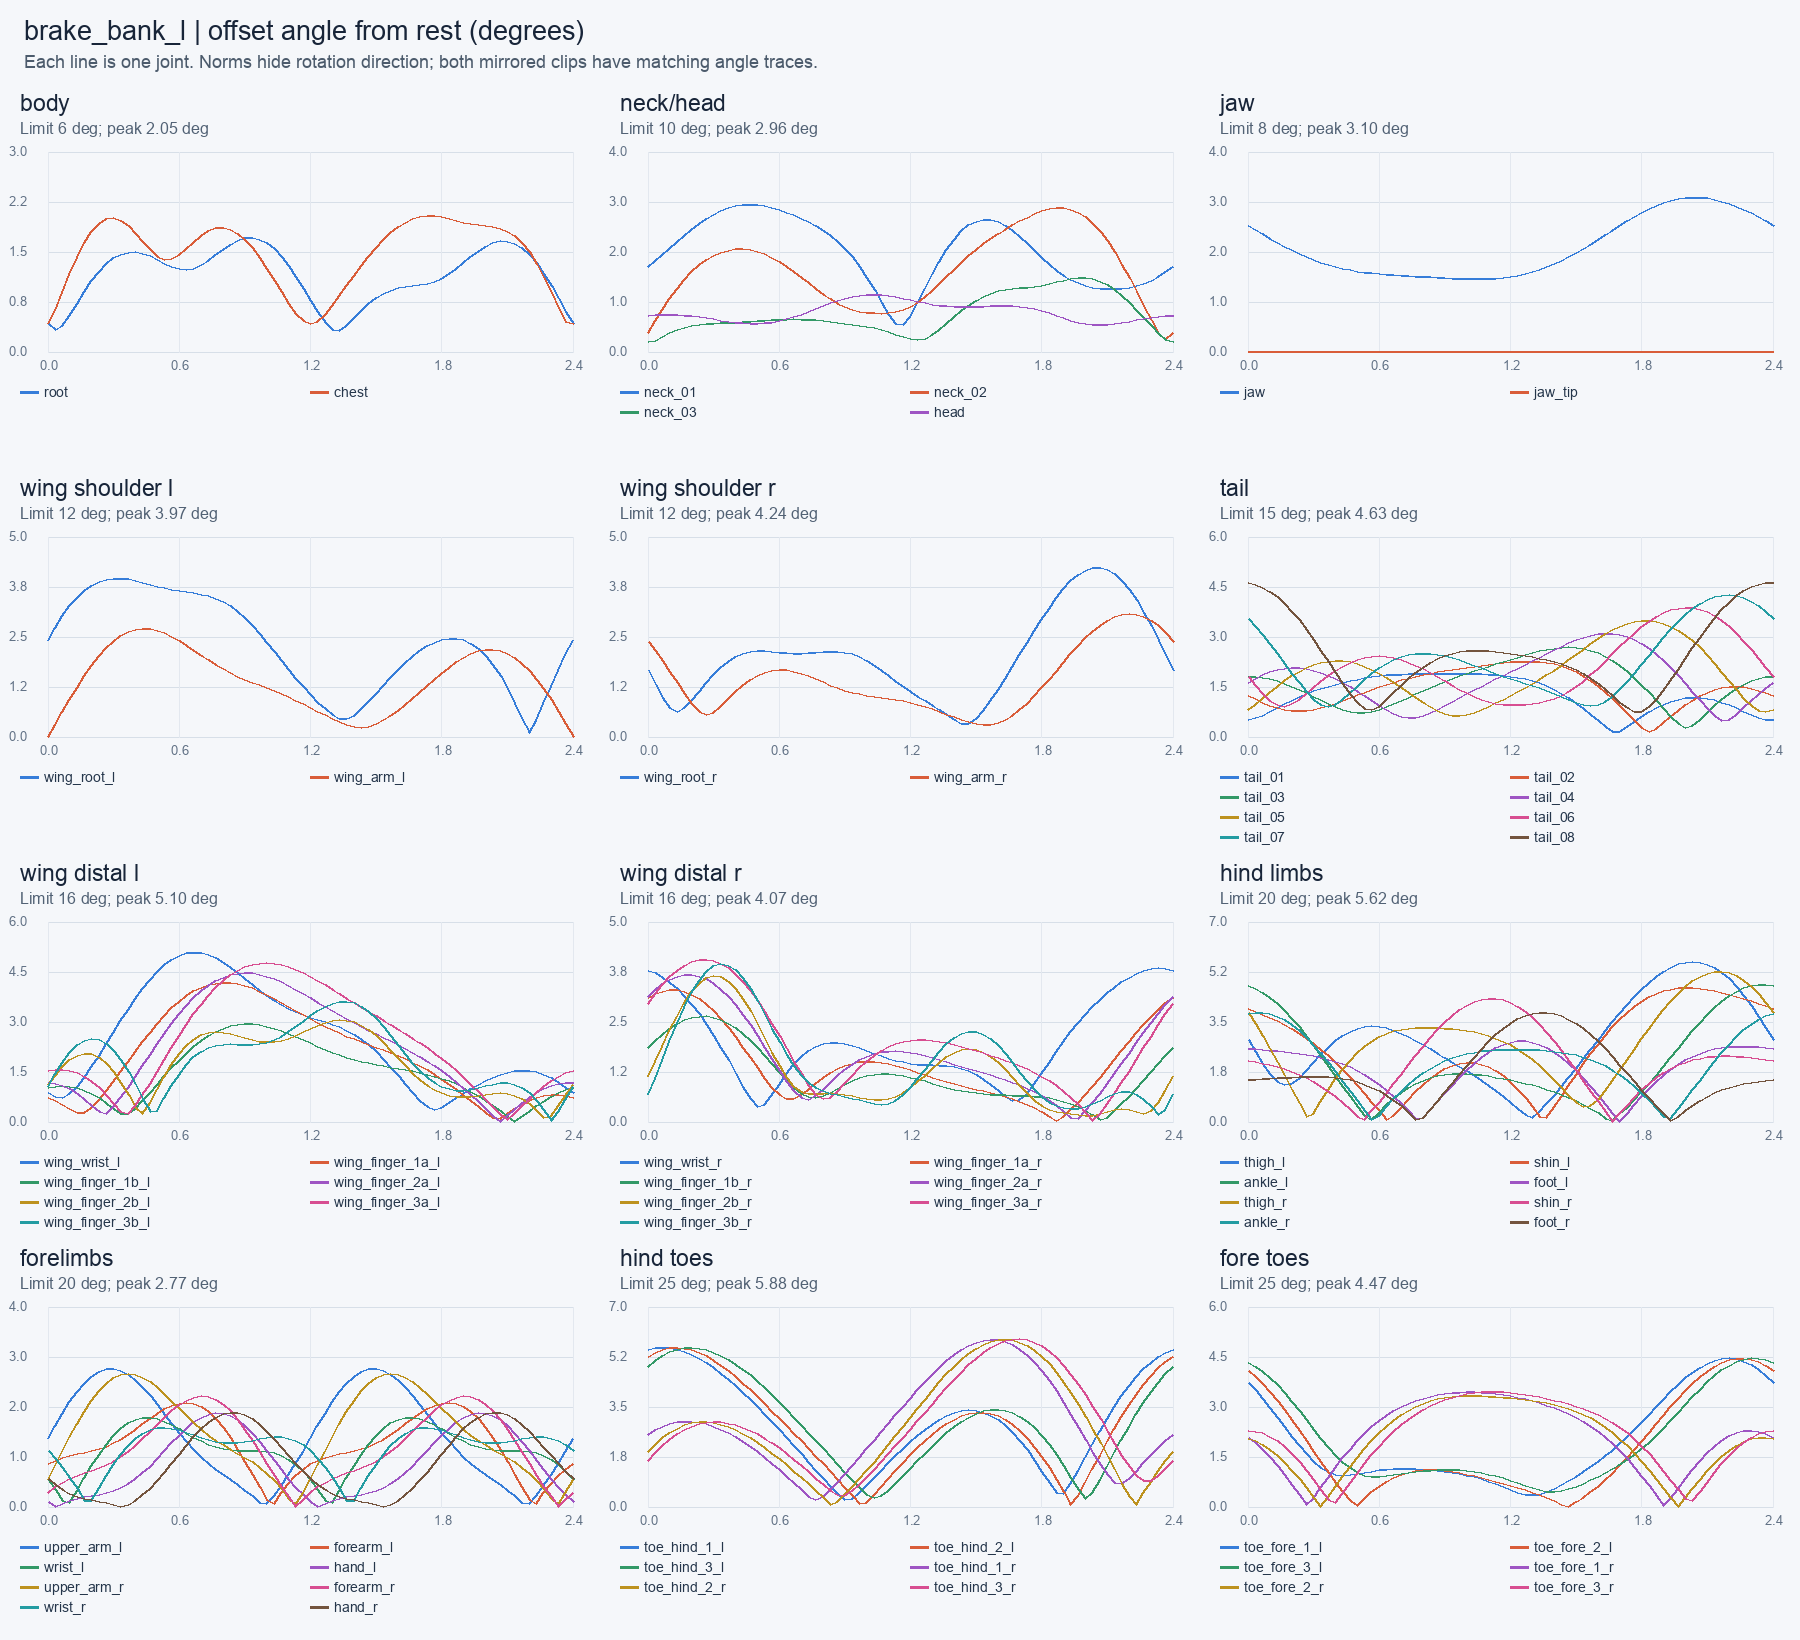 brake_bank_l | offset angle from rest (degrees)
Each line is one joint. Norms hide rotation direction; both mirrored clips have matching angle traces.
body
Limit 6 deg; peak 2.05 deg
3.0
2.2
1.5
0.8
0.0
0.0 0.6 1.2 1.8 2.4
root chest
neck/head
Limit 10 deg; peak 2.96 deg
4.0
3.0
2.0
1.0
0.0
0.0 0.6 1.2 1.8 2.4
neck_01 neck_02
neck_03 head
jaw
Limit 8 deg; peak 3.10 deg
4.0
3.0
2.0
1.0
0.0
0.0 0.6 1.2 1.8 2.4
jaw jaw_tip
wing shoulder l
Limit 12 deg; peak 3.97 deg
5.0
3.8
2.5
1.2
0.0
0.0 0.6 1.2 1.8 2.4
wing_root_l wing_arm_l
wing shoulder r
Limit 12 deg; peak 4.24 deg
5.0
3.8
2.5
1.2
0.0
0.0 0.6 1.2 1.8 2.4
wing_root_r wing_arm_r
tail
Limit 15 deg; peak 4.63 deg
6.0
4.5
3.0
1.5
0.0
0.0 0.6 1.2 1.8 2.4
tail_01 tail_02
tail_03 tail_04
tail_05 tail_06
tail_07 tail_08
wing distal l
Limit 16 deg; peak 5.10 deg
6.0
4.5
3.0
1.5
0.0
0.0 0.6 1.2 1.8 2.4
wing_wrist_l wing_finger_1a_l
wing_finger_1b_l wing_finger_2a_l
wing_finger_2b_l wing_finger_3a_l
wing_finger_3b_l
wing distal r
Limit 16 deg; peak 4.07 deg
5.0
3.8
2.5
1.2
0.0
0.0 0.6 1.2 1.8 2.4
wing_wrist_r wing_finger_1a_r
wing_finger_1b_r wing_finger_2a_r
wing_finger_2b_r wing_finger_3a_r
wing_finger_3b_r
hind limbs
Limit 20 deg; peak 5.62 deg
7.0
5.2
3.5
1.8
0.0
0.0 0.6 1.2 1.8 2.4
thigh_l shin_l
ankle_l foot_l
thigh_r shin_r
ankle_r foot_r
forelimbs
Limit 20 deg; peak 2.77 deg
4.0
3.0
2.0
1.0
0.0
0.0 0.6 1.2 1.8 2.4
upper_arm_l forearm_l
wrist_l hand_l
upper_arm_r forearm_r
wrist_r hand_r
hind toes
Limit 25 deg; peak 5.88 deg
7.0
5.2
3.5
1.8
0.0
0.0 0.6 1.2 1.8 2.4
toe_hind_1_l toe_hind_2_l
toe_hind_3_l toe_hind_1_r
toe_hind_2_r toe_hind_3_r
fore toes
Limit 25 deg; peak 4.47 deg
6.0
4.5
3.0
1.5
0.0
0.0 0.6 1.2 1.8 2.4
toe_fore_1_l toe_fore_2_l
toe_fore_3_l toe_fore_1_r
toe_fore_2_r toe_fore_3_r